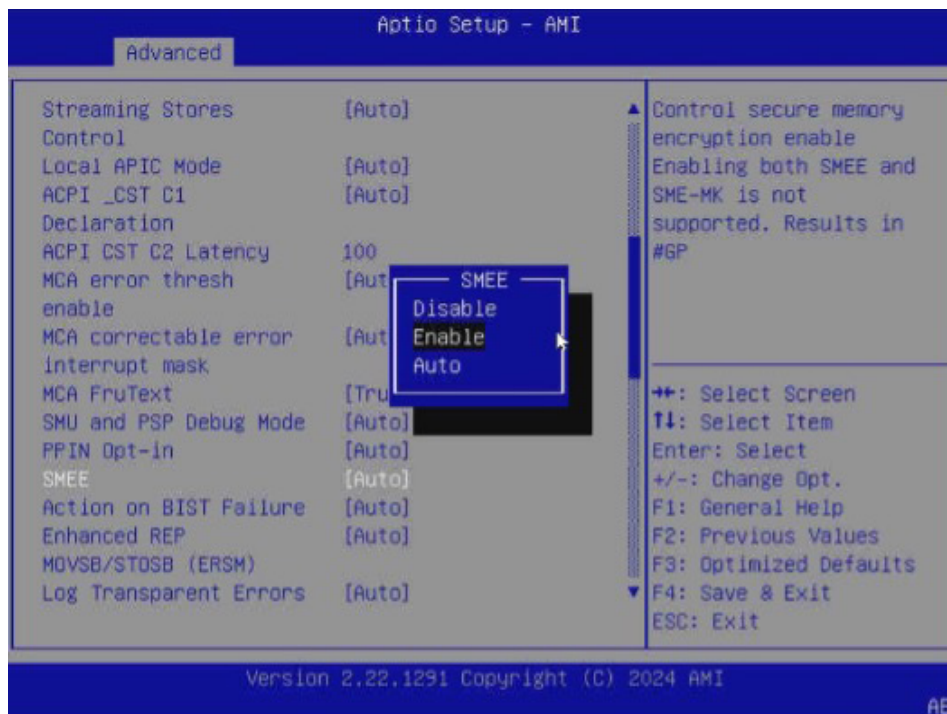 Aptio Setup - AMI
Advanced
Streaming Stores [Auto]
Control
Local APIC Mode [Auto]
ACPI _CST C1 [Auto]
Declaration
ACPI CST C2 Latency 100
MCA error thresh [Aut
enable
MCA correctable error [Aut
interrupt mask
MCA FruText [Tru
SMU and PSP Debug Mode [Auto]
PPIN Opt-in [Auto]
SMEE [Auto]
Action on BIST Failure [Auto]
Enhanced REP [Auto]
MOVSB/STOSB (ERSM)
Log Transparent Errors [Auto]
SMEE
Disable
Enable
Auto
Control secure memory
encryption enable
Enabling both SMEE and
SME-MK is not
supported. Results in
#GP
→←: Select Screen
↑↓: Select Item
Enter: Select
+/-: Change Opt.
F1: General Help
F2: Previous Values
F3: Optimized Defaults
F4: Save & Exit
ESC: Exit
Version 2.22.1291 Copyright (C) 2024 AMI